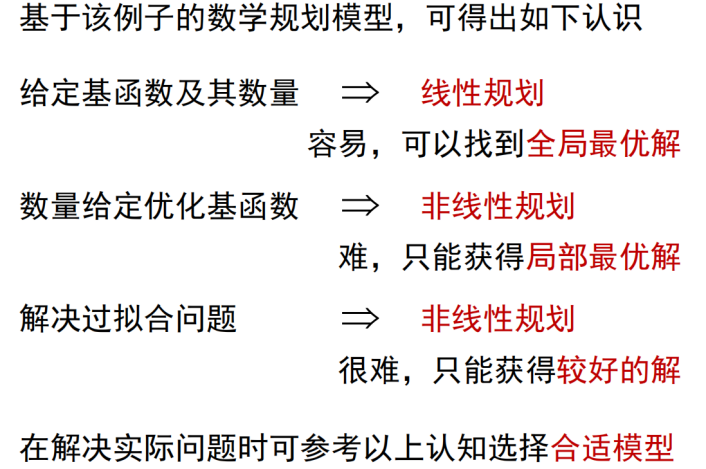 基于该例子的数学规划模型，可得出如下认识
给定基函数及其数量 ⇒ 线性规划
容易，可以找到全局最优解
数量给定优化基函数 ⇒ 非线性规划
难，只能获得局部最优解
解决过拟合问题 ⇒ 非线性规划
很难，只能获得较好的解
在解决实际问题时可参考以上认知选择合适模型